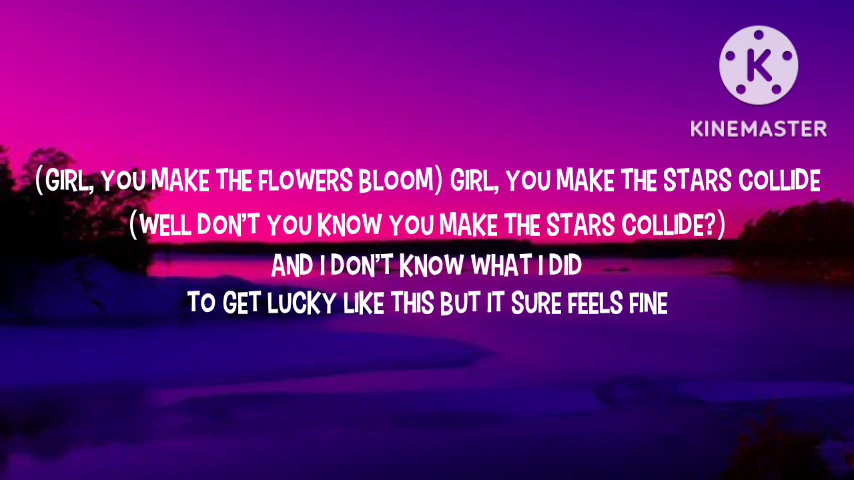 K
KINEMASTER
(GIRL, YOU MAKE THE FLOWERS BLOOM) GIRL, YOU MAKE THE STARS COLLIDE
(WELL DON'T YOU KNOW YOU MAKE THE STARS COLLIDE?)
AND I DON'T KNOW WHAT I DID
TO GET LUCKY LIKE THIS BUT IT SURE FEELS FINE